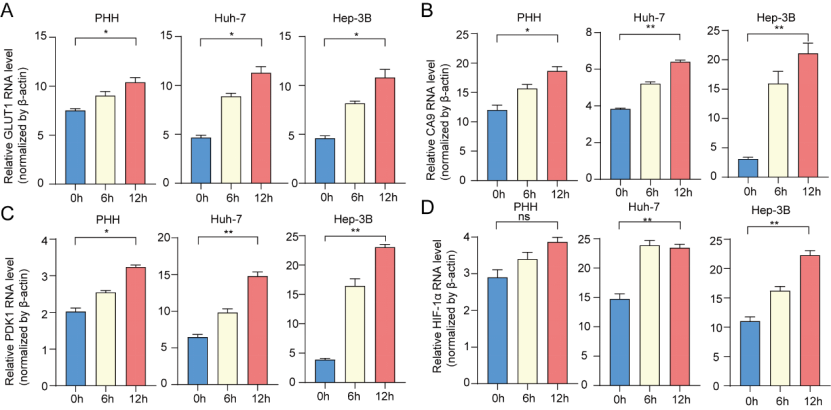 A
PHH
Huh-7
Hep-3B
Relative GLUT1 RNA level
(normalized by β-actin)
*
*
*
15
10
5
0
15
10
5
0
15
10
5
0
0h 6h 12h
0h 6h 12h
0h 6h 12h
B
PHH
Huh-7
Hep-3B
Relative CA9 RNA level
(normalized by β-actin)
*
**
**
25
20
15
10
5
0
8
6
4
2
0
25
20
15
10
5
0
0h 6h 12h
0h 6h 12h
0h 6h 12h
C
PHH
Huh-7
Hep-3B
Relative PDK1 RNA level
(normalized by β-actin)
*
**
**
4
3
2
1
0
20
15
10
5
0
25
20
15
10
5
0
0h 6h 12h
0h 6h 12h
0h 6h 12h
D
PHH
Huh-7
Hep-3B
Relative HIF-1α RNA level
(normalized by β-actin)
ns
**
**
4
3
2
1
0
25
20
15
10
5
0
25
20
15
10
5
0
0h 6h 12h
0h 6h 12h
0h 6h 12h